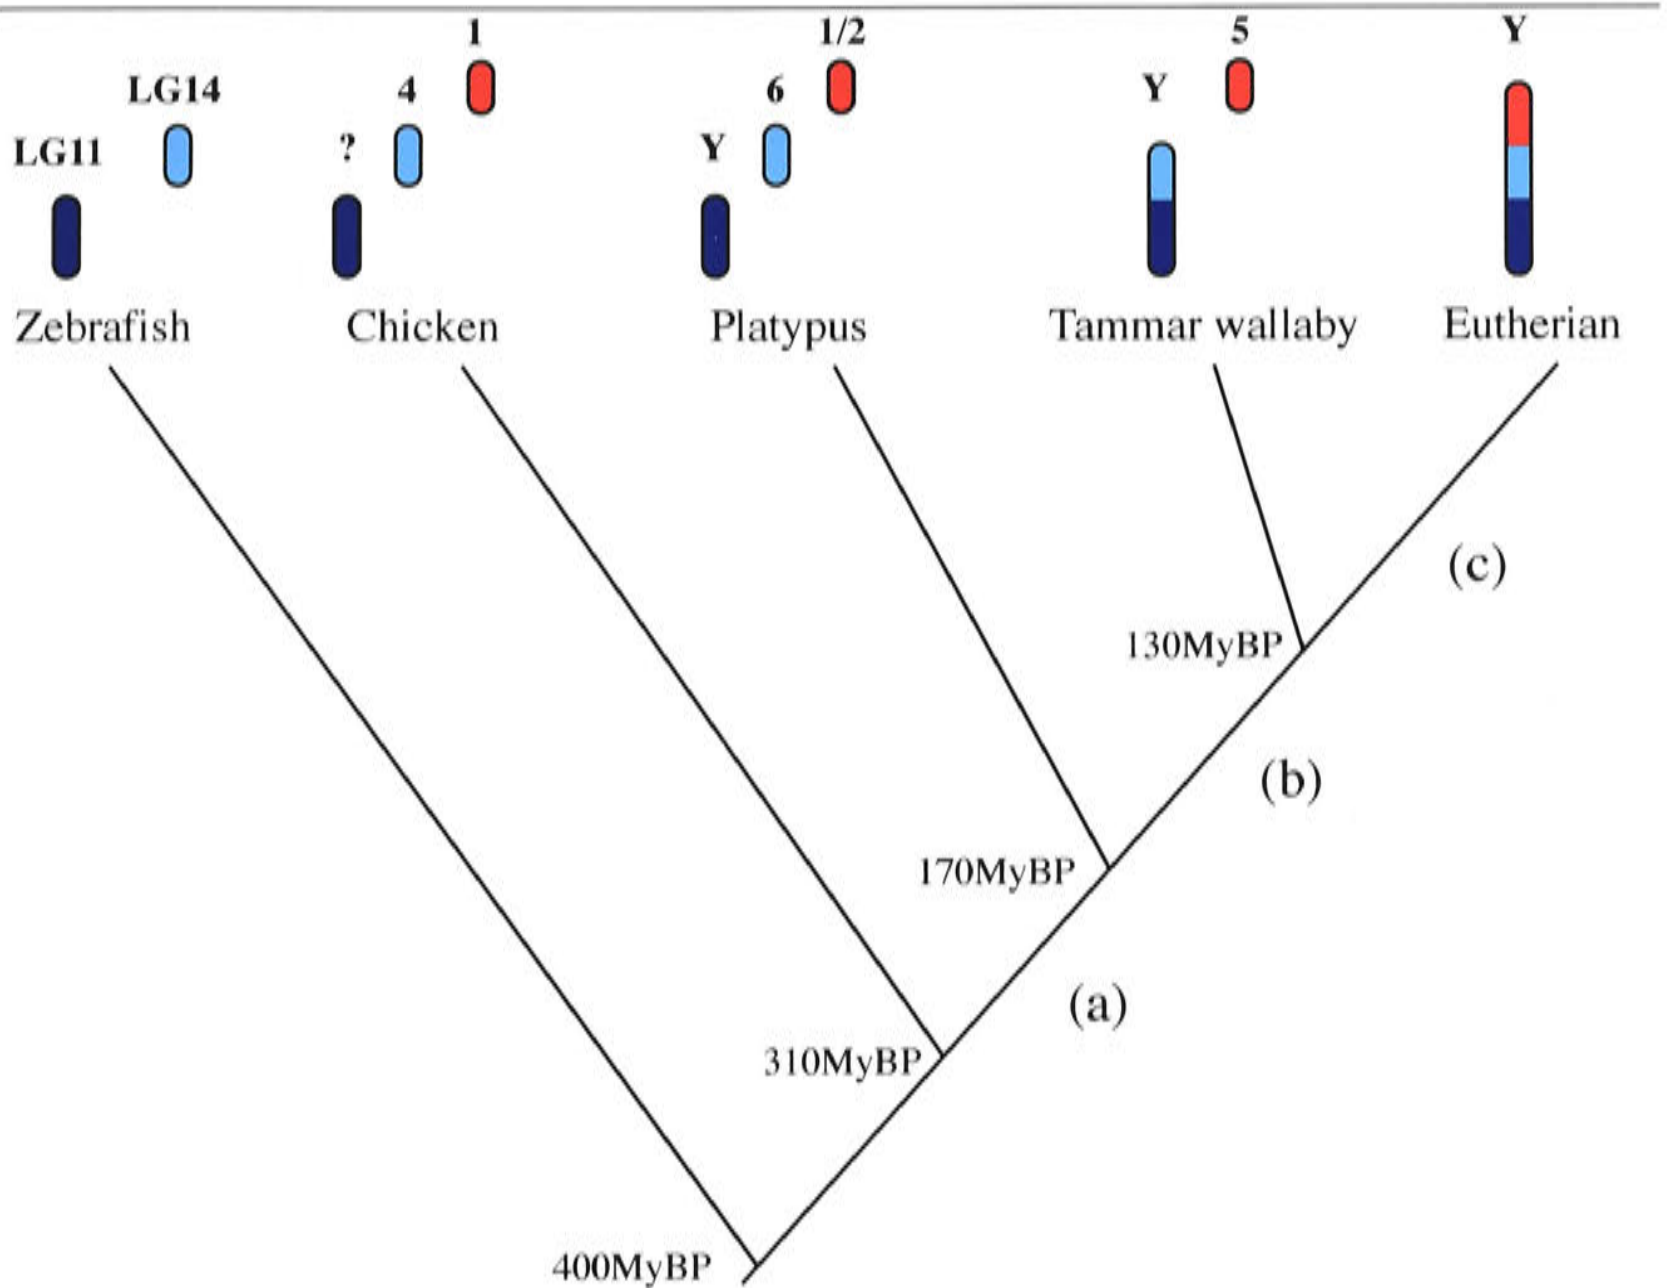 1
1/2
5
Y
LG14
4
6
Y
LG11
?
Y
Zebrafish
Chicken
Platypus
Tammar wallaby
Eutherian
(c)
130MyBP
(b)
170MyBP
(a)
310MyBP
400MyBP